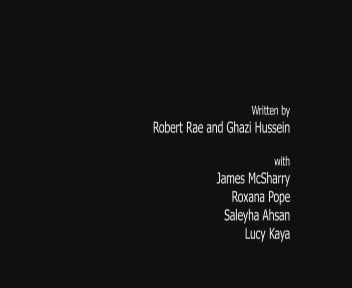 Written by
Robert Rae and Ghazi Hussein
with
James McSharry
Roxana Pope
Saleyha Ahsan
Lucy Kaya